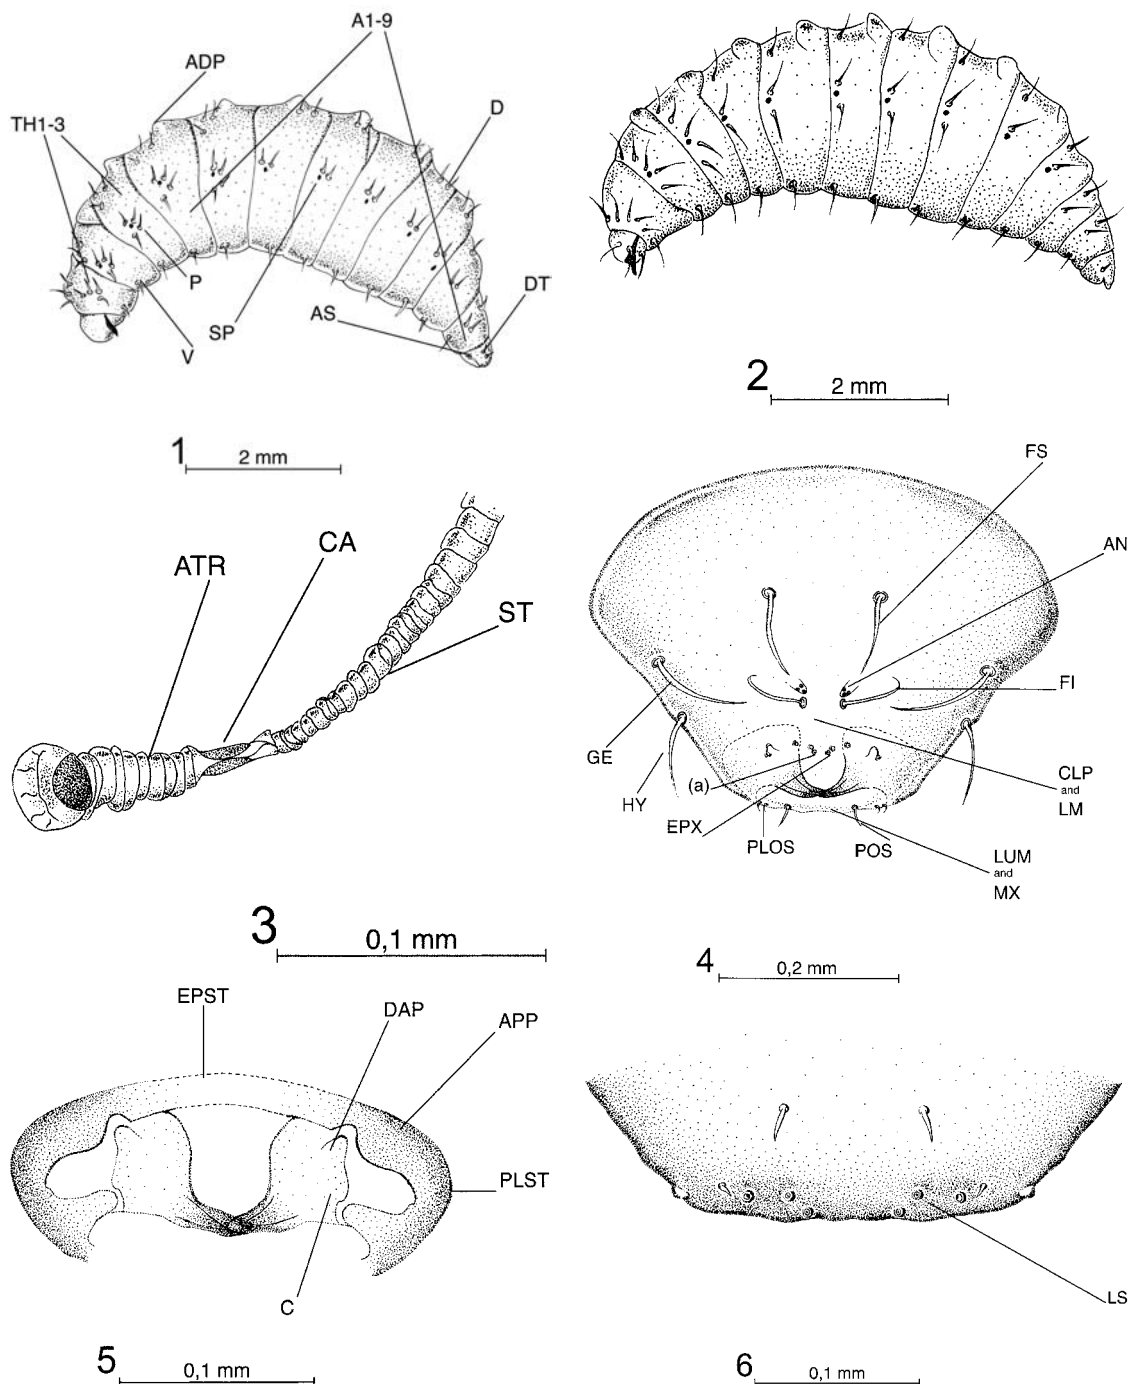 A1-9
ADP
D
TH1-3
P
DT
AS
SP
V
1
2 mm
2
2 mm
CA
ATR
ST
3
0,1 mm
FS
AN
FI
GE
(a)
HY
CLP
and
LM
EPX
PLOS
POS
LUM
and
MX
4
0,2 mm
EPST
DAP
APP
PLST
C
5
0,1 mm
LS
6
0,1 mm